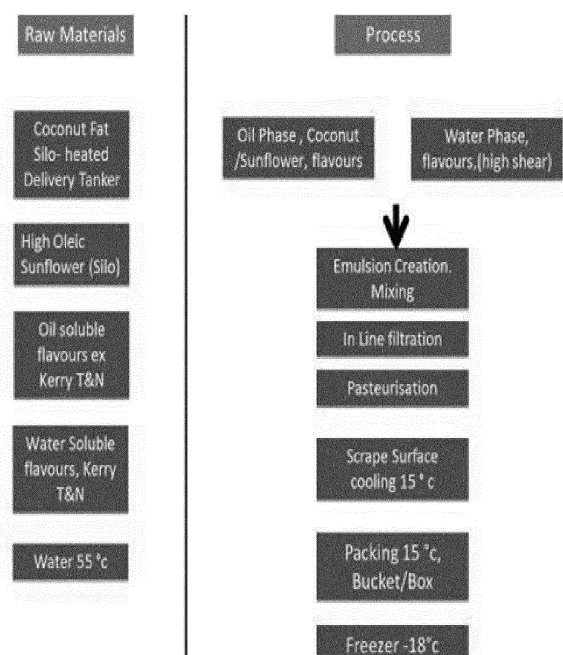 Raw Materials
Coconut Fat
Silo- heated
Delivery Tanker
High Oleic
Sunflower (Silo)
Oil soluble
flavours ex
Kerry T&N
Water Soluble
flavours, Kerry
T&N
Water 55 °c
Process
Oil Phase , Coconut
/Sunflower, flavours
Water Phase,
flavours,(high shear)
Emulsion Creation.
Mixing
In Line filtration
Pasteurisation
Scrape Surface
cooling 15 ° c
Packing 15 °c,
Bucket/Box
Freezer -18°c